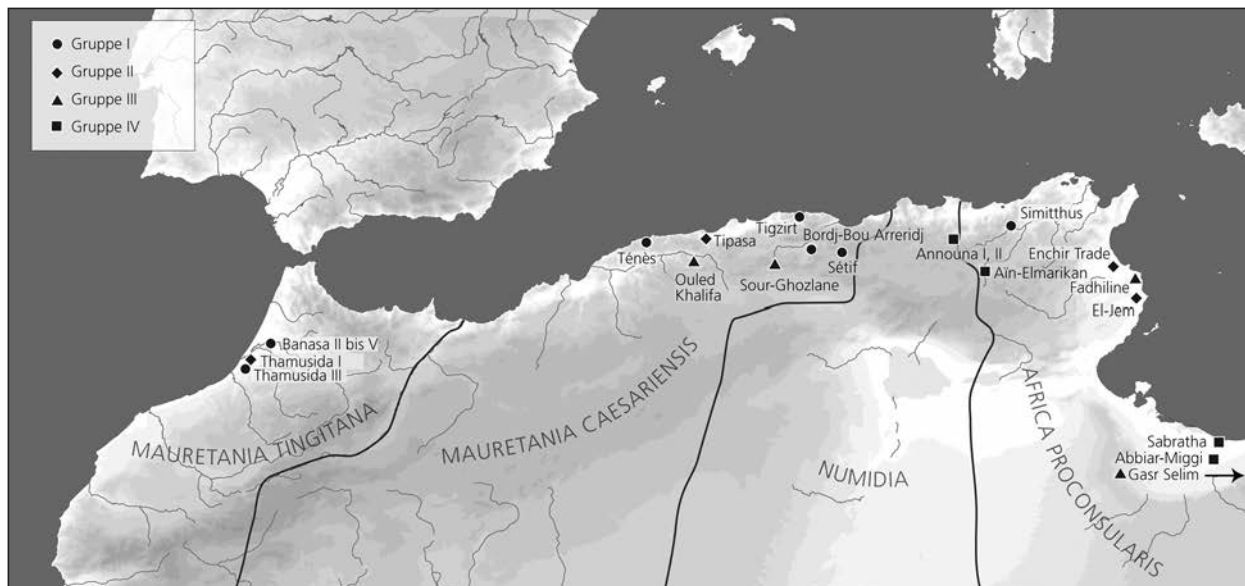 Gruppe I
Gruppe II
Gruppe III
Gruppe IV
Simitthus
Tigzirt
Bordj-Bou Arreridj
Tipasa
Announa I, II
Enchir Trade
Ténès
Sétif
Aïn-Elmarikan
Ouled
Khalifa
Sour-Ghozlane
Fadhiline
El-Jem
Banasa II bis V
Thamusida I
Thamusida III
MAURETANIA TINGITANA
MAURETANIA CAESARIENSIS
NUMIDIA
AFRICA PROCONSULARIS
Sabratha
Abbiar-Miggi
Gasr Selim